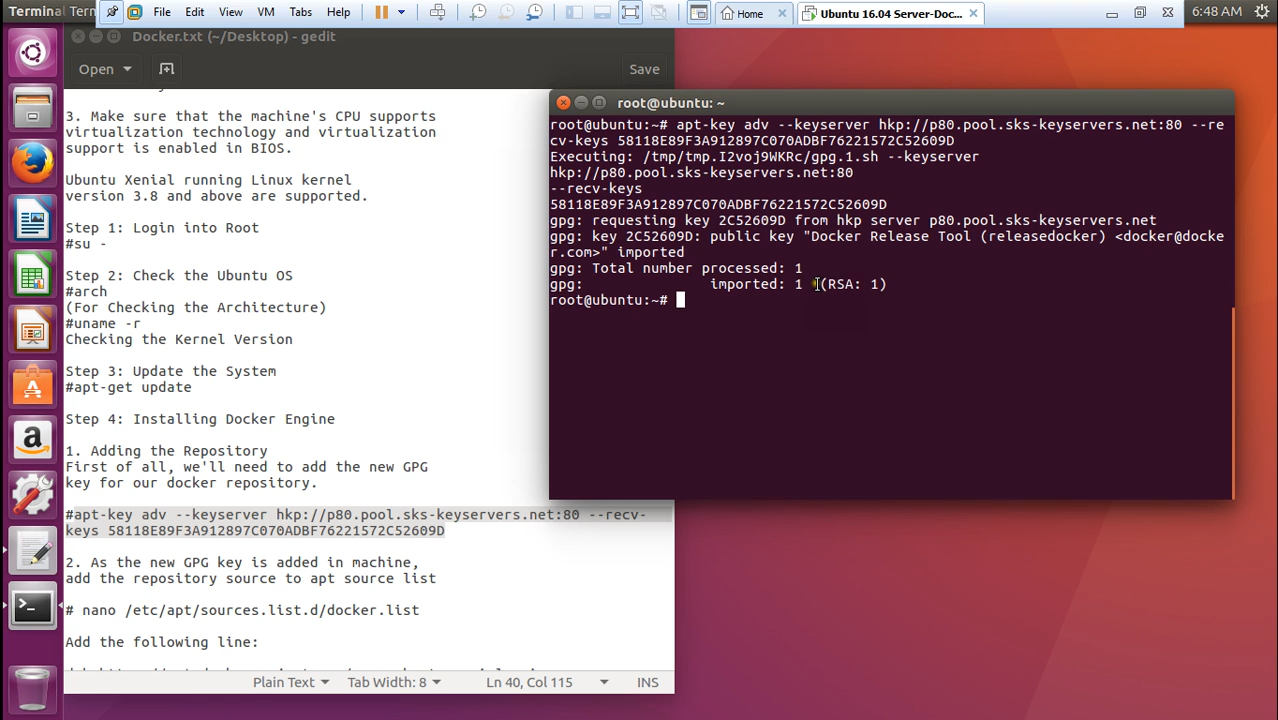 Terminal Tern File Edit View VM Tabs Help Home Ubuntu 16.04 Server-Doc... 6:48 AM
Docker.txt (~/Desktop) - gedit
Open Save
3. Make sure that the machine's CPU supports
virtualization technology and virtualization
support is enabled in BIOS.
Ubuntu Xenial running Linux kernel
version 3.8 and above are supported.
Step 1: Login into Root
#su -
Step 2: Check the Ubuntu OS
#arch
(For Checking the Architecture)
#uname -r
Checking the Kernel Version
Step 3: Update the System
#apt-get update
Step 4: Installing Docker Engine
1. Adding the Repository
First of all, we'll need to add the new GPG
key for our docker repository.
#apt-key adv --keyserver hkp://p80.pool.sks-keyservers.net:80 --recv-
keys 58118E89F3A912897C070ADBF76221572C52609D
2. As the new GPG key is added in machine,
add the repository source to apt source list
# nano /etc/apt/sources.list.d/docker.list
Add the following line:
Plain Text Tab Width: 8 Ln 40, Col 115 INS
root@ubuntu: ~
root@ubuntu:~# apt-key adv --keyserver hkp://p80.pool.sks-keyservers.net:80 --re
cv-keys 58118E89F3A912897C070ADBF76221572C52609D
Executing: /tmp/tmp.I2voj9WKRc/gpg.1.sh --keyserver
hkp://p80.pool.sks-keyservers.net:80
--recv-keys
58118E89F3A912897C070ADBF76221572C52609D
gpg: requesting key 2C52609D from hkp server p80.pool.sks-keyservers.net
gpg: key 2C52609D: public key "Docker Release Tool (releasedocker) <docker@docke
r.com>" imported
gpg: Total number processed: 1
gpg: imported: 1 (RSA: 1)
root@ubuntu:~#